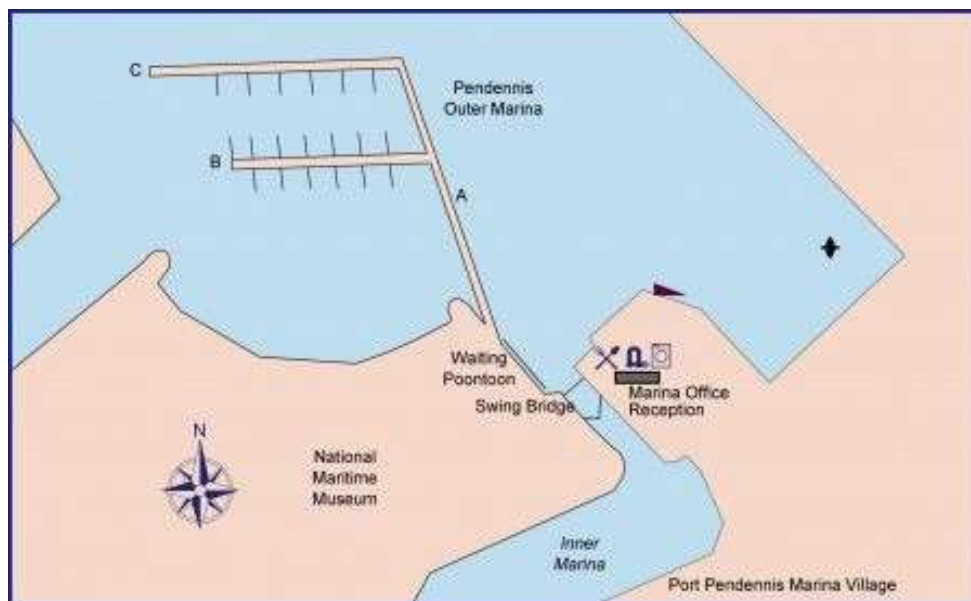 C
Pendennis
Outer Marina
B
A
Waiting
Poontoon
Swing Bridge
Marina Office
Reception
N
National
Maritime
Museum
Inner
Marina
Port Pendennis Marina Village